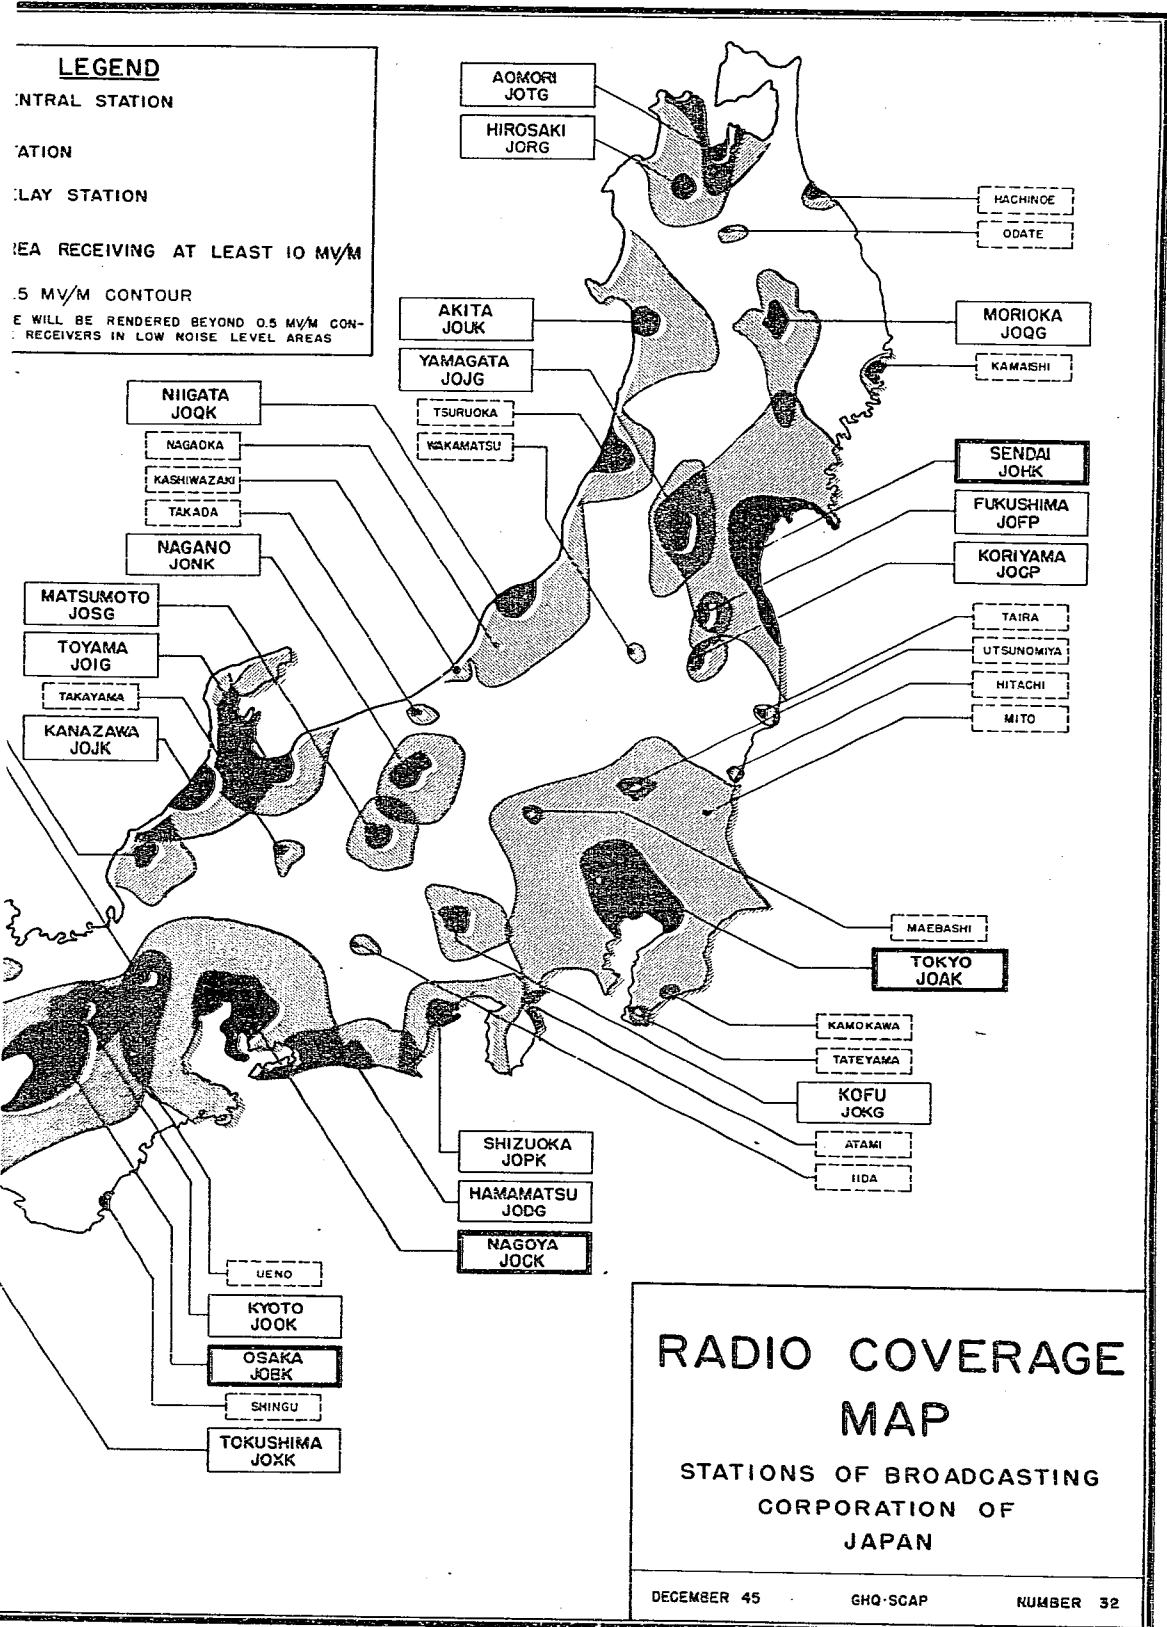 LEGEND
ENTRAL STATION
ATION
ELAY STATION
REA RECEIVING AT LEAST 10 MV/M
.5 MV/M CONTOUR
E WILL BE RENDERED BEYOND 0.5 MV/M CON-
RECEIVERS IN LOW NOISE LEVEL AREAS
AOMORI
JOTG
HIROSAKI
JORG
HACHINOE
ODATE
AKITA
JOUK
YAMAGATA
JOJG
TSURUOKA
WAKAMATSU
MORIOKA
JOQG
KAMAISHI
NIIGATA
JOQK
NAGAOKA
KASHIWAZAKI
TAKADA
NAGANO
JONK
MATSUMOTO
JOSG
TOYAMA
JOIG
TAKAYAMA
KANAZAWA
JOJK
SENDAI
JOHK
FUKUSHIMA
JOFP
KORIYAMA
JOCP
TAIRA
UTSUNOMIYA
HITACHI
MITO
MAEBASHI
TOKYO
JOAK
KAMOKAWA
TATEYAMA
KOFU
JOKG
ATAMI
IIDA
SHIZUOKA
JOPK
HAMAMATSU
JODG
NAGOYA
JOCK
UENO
KYOTO
JOOK
OSAKA
JOBK
SHINGU
TOKUSHIMA
JOXK
RADIO COVERAGE
MAP
STATIONS OF BROADCASTING
CORPORATION OF
JAPAN
DECEMBER 45 GHQ-SCAP NUMBER 32